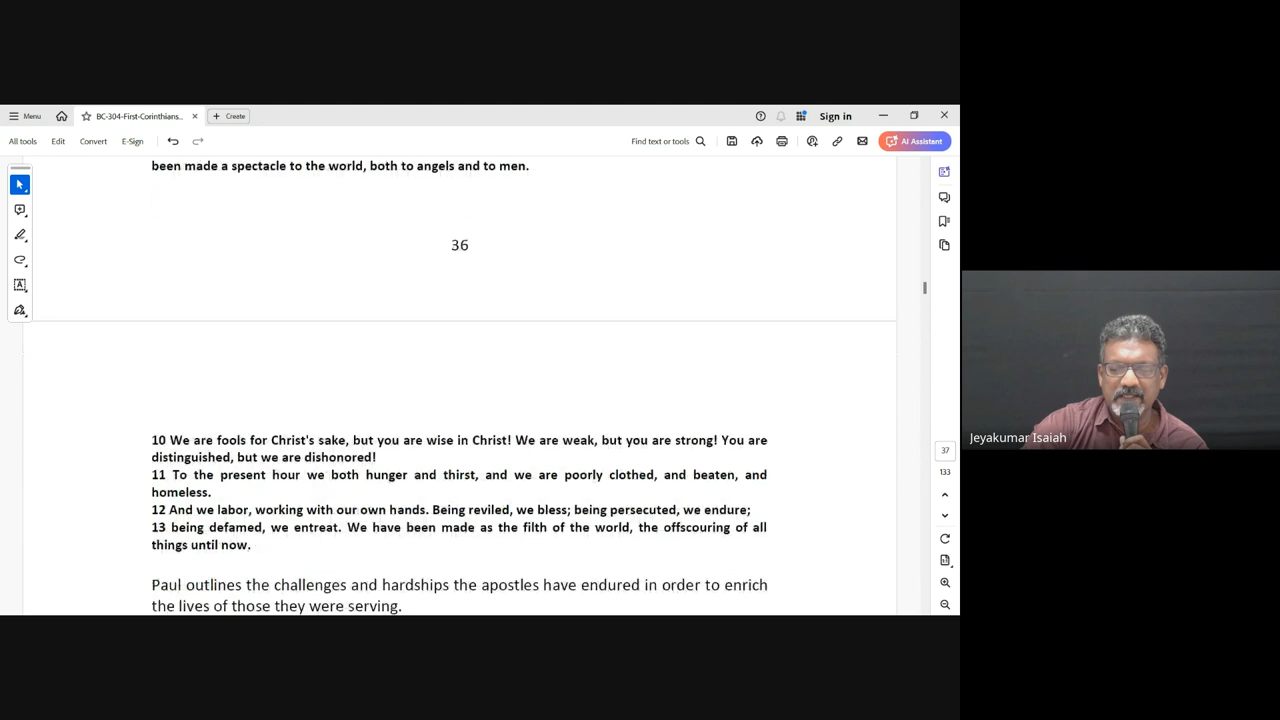 Menu
BC-304-First-Corinthians...
Create
Sign in
All tools
Edit
Convert
E-Sign
Find text or tools
AI Assistant
been made a spectacle to the world, both to angels and to men.
36
10 We are fools for Christ's sake, but you are wise in Christ! We are weak, but you are strong! You are
distinguished, but we are dishonored!
11 To the present hour we both hunger and thirst, and we are poorly clothed, and beaten, and
homeless.
12 And we labor, working with our own hands. Being reviled, we bless; being persecuted, we endure;
13 being defamed, we entreat. We have been made as the filth of the world, the offscouring of all
things until now.
Paul outlines the challenges and hardships the apostles have endured in order to enrich
the lives of those they were serving.
37
133
Jeyakumar Isaiah